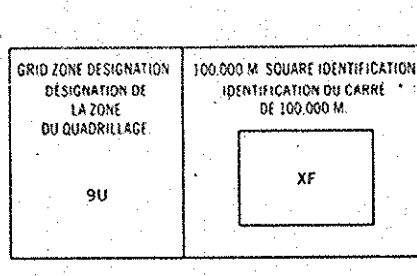 GRID ZONE DESIGNATION
DÉSIGNATION DE
LA ZONE
DU QUADRILLAGE
9U
100,000 M. SQUARE IDENTIFICATION
IDENTIFICATION DU CARRÉ
DE 100,000 M.
XF